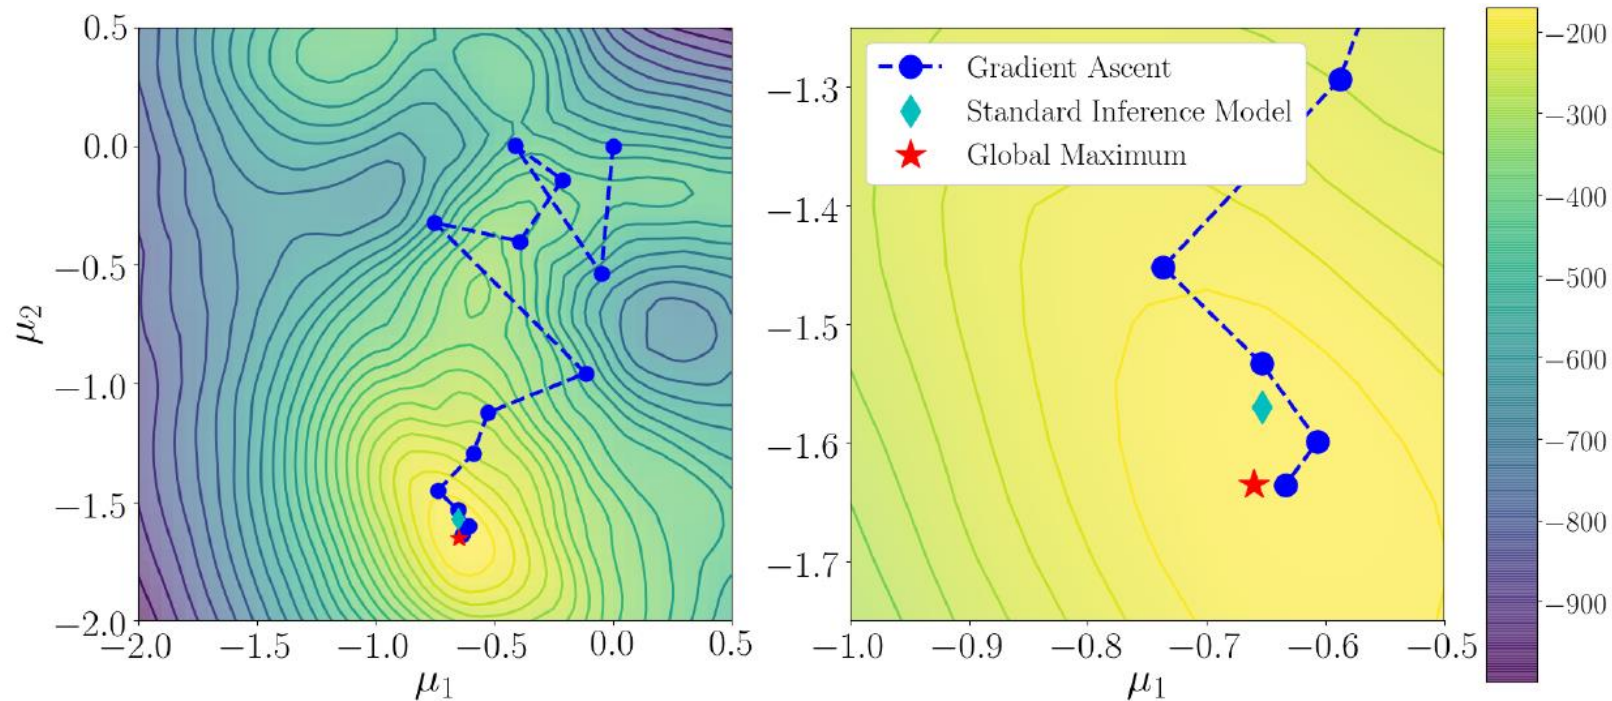 0.5
0.0
−0.5
−1.0
−1.5
−2.0
μ2
−2.0 −1.5 −1.0 −0.5 0.0 0.5
μ1
Gradient Ascent
Standard Inference Model
Global Maximum
−1.3
−1.4
−1.5
−1.6
−1.7
−1.0 −0.9 −0.8 −0.7 −0.6 −0.5
μ1
−200
−300
−400
−500
−600
−700
−800
−900